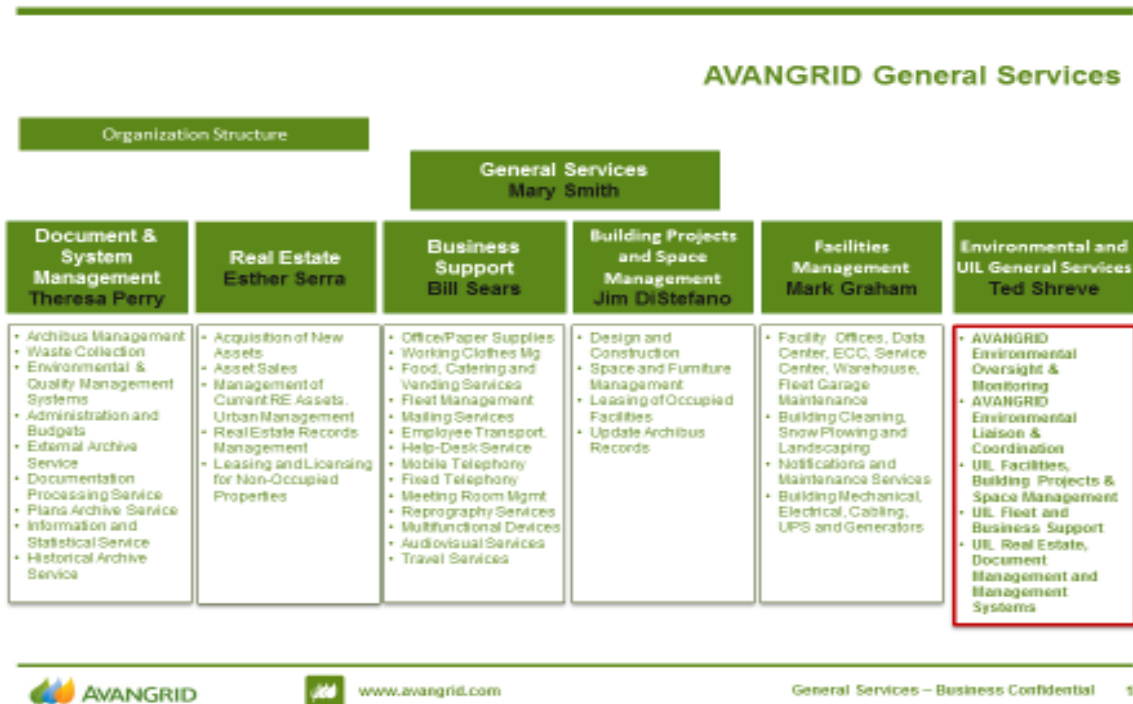 AVANGRID General Services
Organization Structure
General Services
Mary Smith
Document &
System
Management
Theresa Perry
Real Estate
Esther Serra
Business
Support
Bill Sears
Building Projects
and Space
Management
Jim DiStefano
Facilities
Management
Mark Graham
Environmental and
UIL General Services
Ted Shreve
• Archibus Management
• Waste Collection
• Environmental &
Quality Management
Systems
• Administration and
Budgets
• External Archive
Service
• Documentation
Processing Service
• Plans Archive Service
• Information and
Statistical Service
• Historical Archive
Service
• Acquisition of New
Assets
• Asset Sales
• Management of
Current RE Assets.
Urban Management
• Real Estate Records
Management
• Leasing and Licensing
for Non-Occupied
Properties
• Office/Paper Supplies
• Working Clothes Mg
• Food, Catering and
Vending Services
• Fleet Management
• Mailing Services
• Employee Transport.
• Help-Desk Service
• Mobile Telephony
• Fixed Telephony
• Meeting Room Mgmt
• Reprography Services
• Multifunctional Devices
• Audiovisual Services
• Travel Services
• Design and
Construction
• Space and Furniture
Management
• Leasing of Occupied
Facilities
• Update Archibus
Records
• Facility Offices, Data
Center, ECC, Service
Center, Warehouse,
Fleet Garage
Maintenance
• Building Cleaning,
Snow Plowing and
Landscaping
• Notifications and
Maintenance Services
• Building Mechanical,
Electrical, Cabling,
UPS and Generators
• AVANGRID
Environmental
Oversight &
Monitoring
• AVANGRID
Environmental
Liaison &
Coordination
• UIL Facilities,
Building Projects &
Space Management
• UIL Fleet and
Business Support
• UIL Real Estate,
Document
Management and
Management
Systems
AVANGRID
www.avangrid.com
General Services – Business Confidential 1